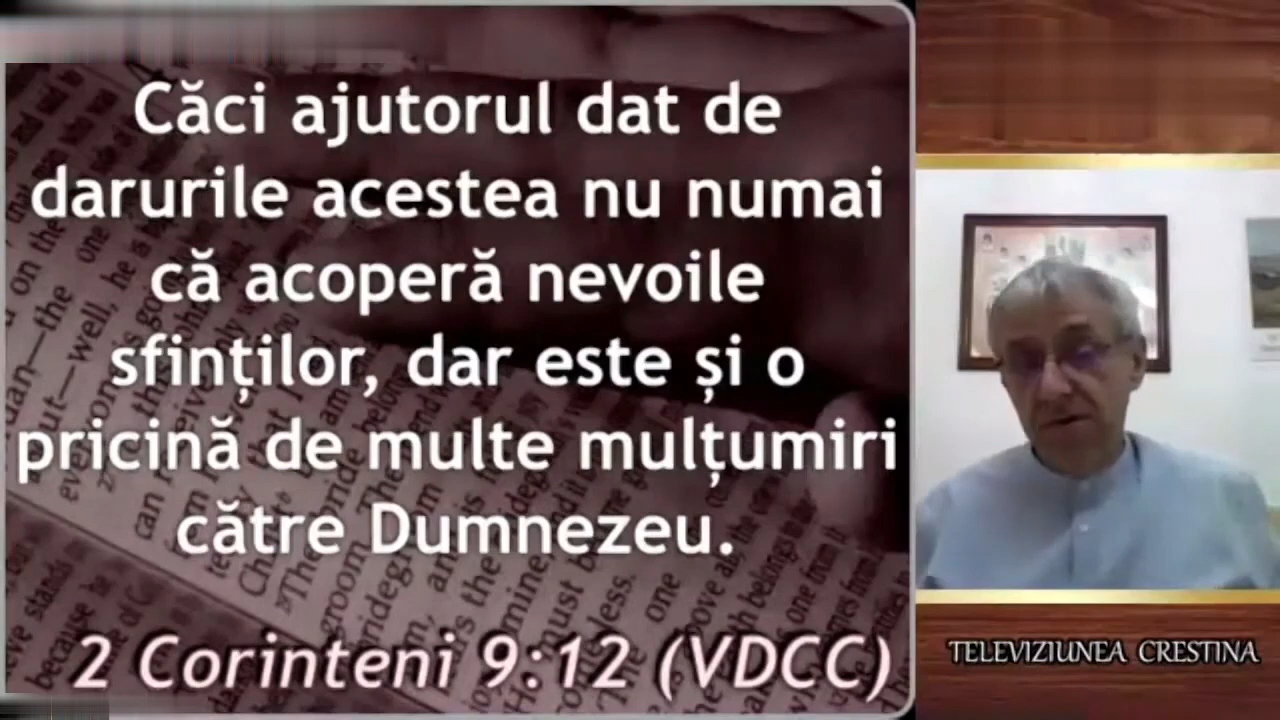 Căci ajutorul dat de
darurile acestea nu numai
că acoperă nevoile
sfinților, dar este și o
pricină de multe mulțumiri
către Dumnezeu.
2 Corinteni 9:12 (VDCC)
TELEVIZIUNEA CRESTINA